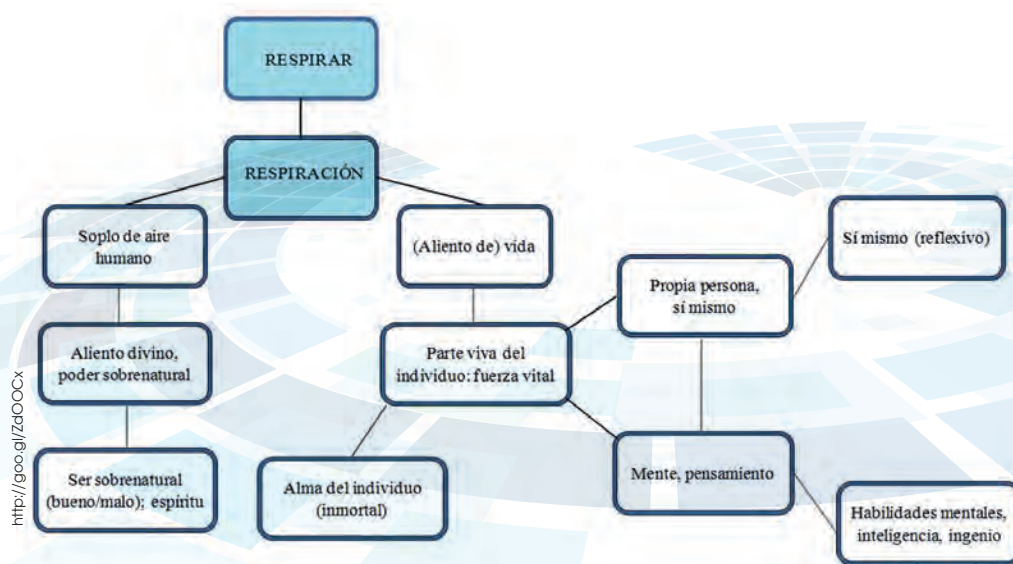 RESPIRAR
RESPIRACIÓN
Soplo de aire
humano
(Aliento de) vida
Sí mismo (reflexivo)
Propia persona,
sí mismo
Aliento divino,
poder sobrenatural
Parte viva del
individuo: fuerza vital
Ser sobrenatural
(bueno/malo); espíritu
Alma del individuo
(inmortal)
Mente, pensamiento
Habilidades mentales,
inteligencia, ingenio
http://goo.gl/ZdOOCx